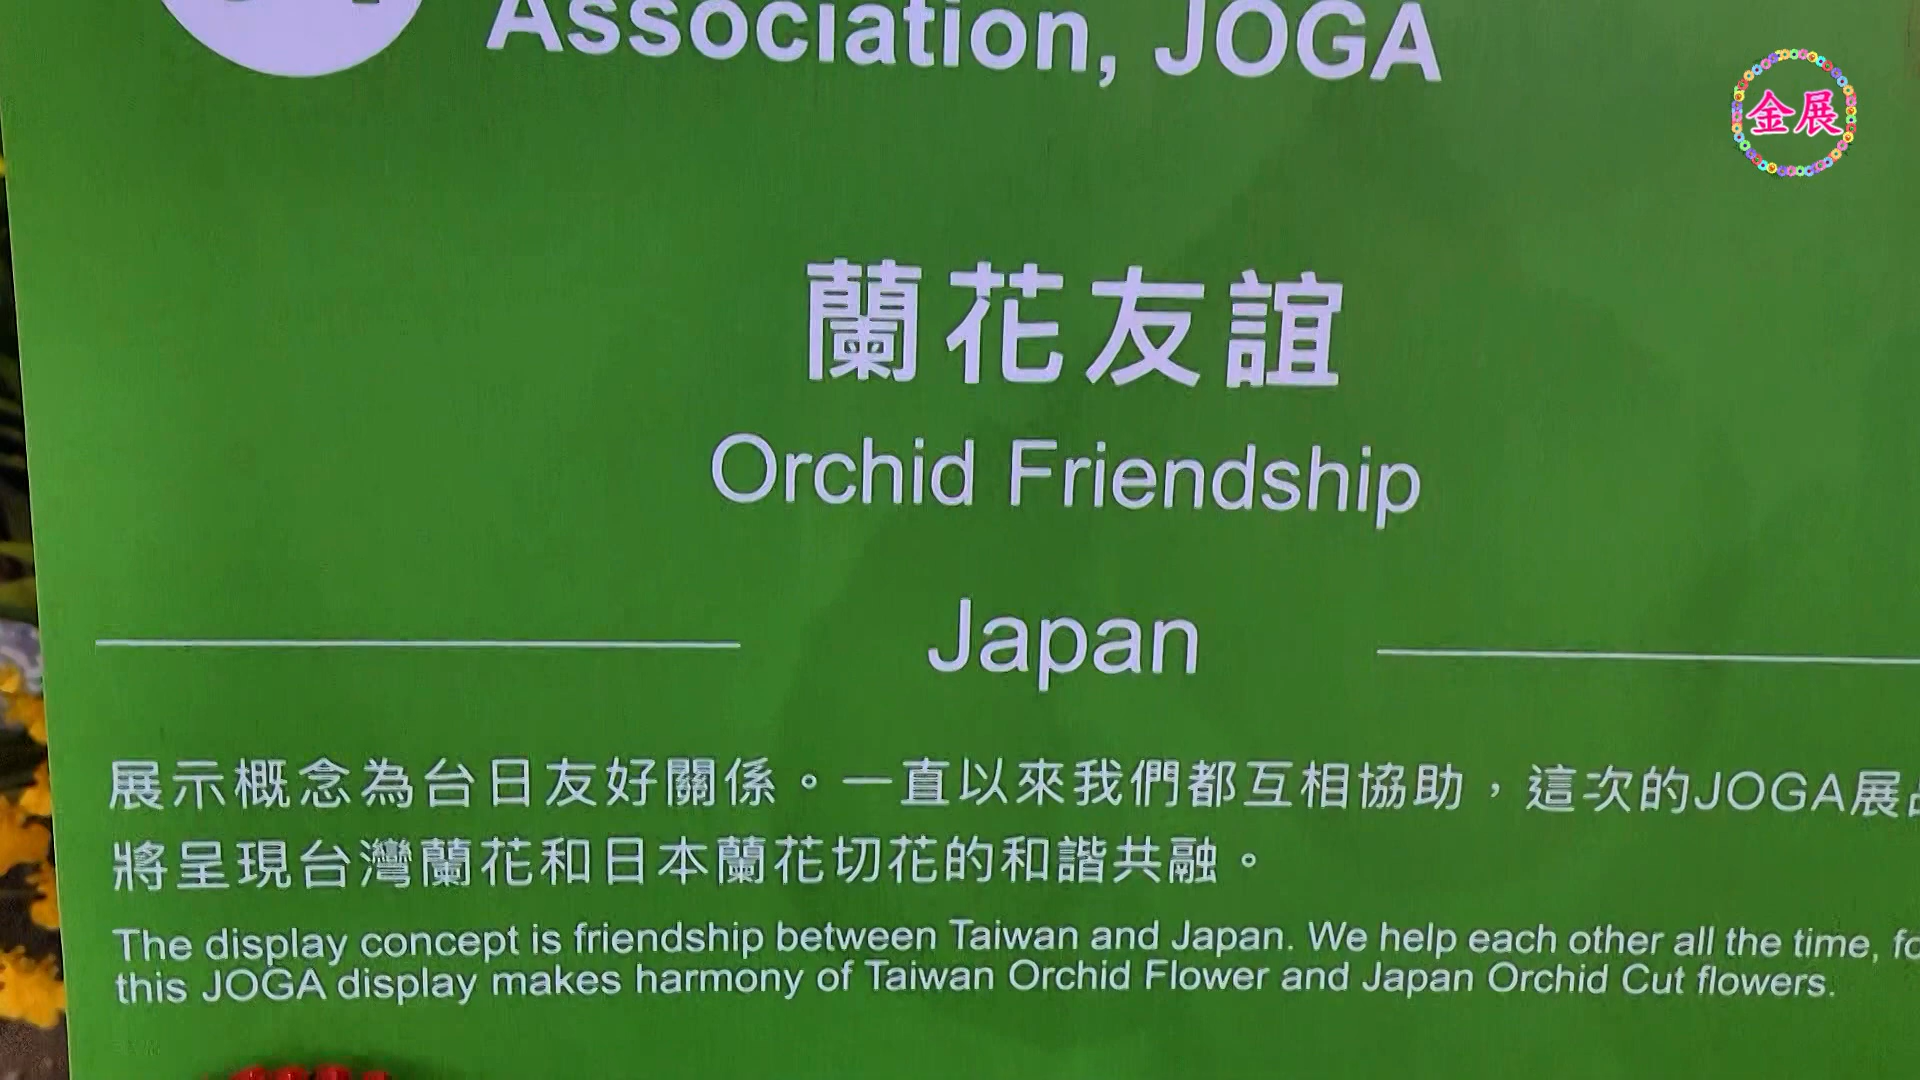 Association, JOGA
金展
蘭花友誼
Orchid Friendship
Japan
展示概念為台日友好關係。一直以來我們都互相協助，這次的JOGA展品
將呈現台灣蘭花和日本蘭花切花的和諧共融。
The display concept is friendship between Taiwan and Japan. We help each other all the time,
this JOGA display makes harmony of Taiwan Orchid Flower and Japan Orchid Cut flowers.